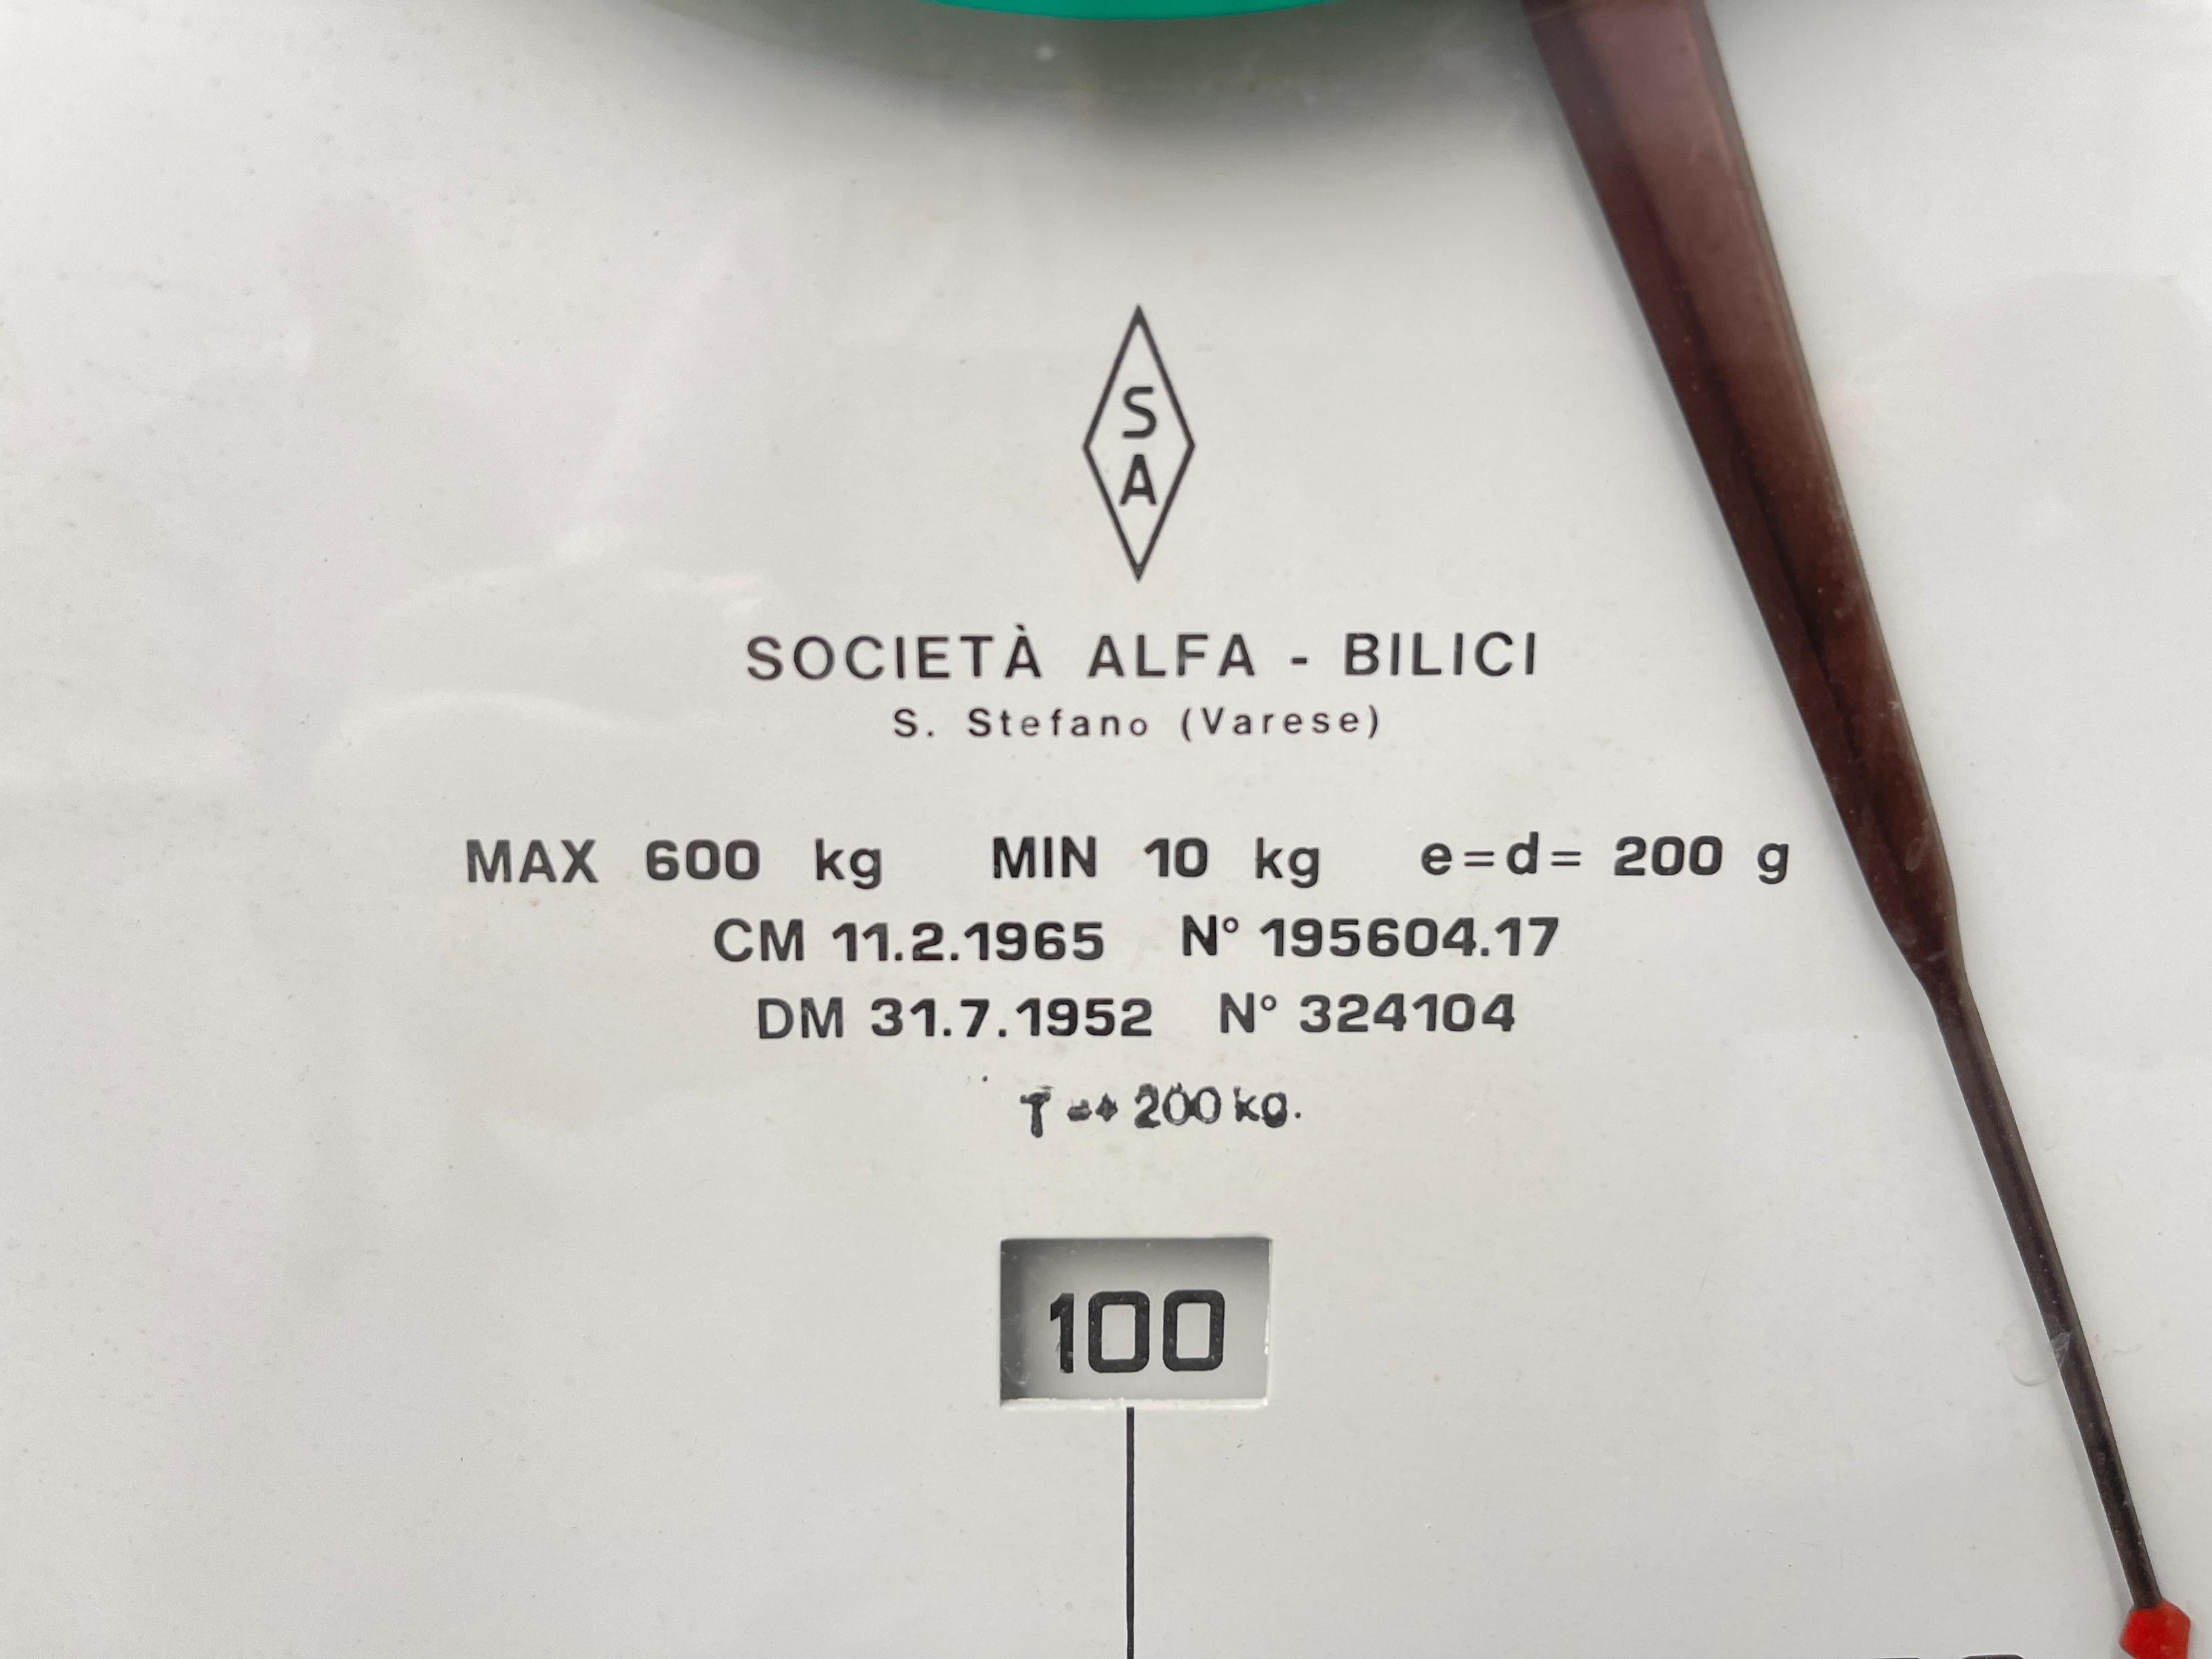 S
A
SOCIETÀ ALFA - BILICI
S. Stefano (Varese)
MAX 600 kg MIN 10 kg e=d= 200 g
CM 11.2.1965 N° 195604.17
DM 31.7.1952 N° 324104
T=+ 200 kg.
100